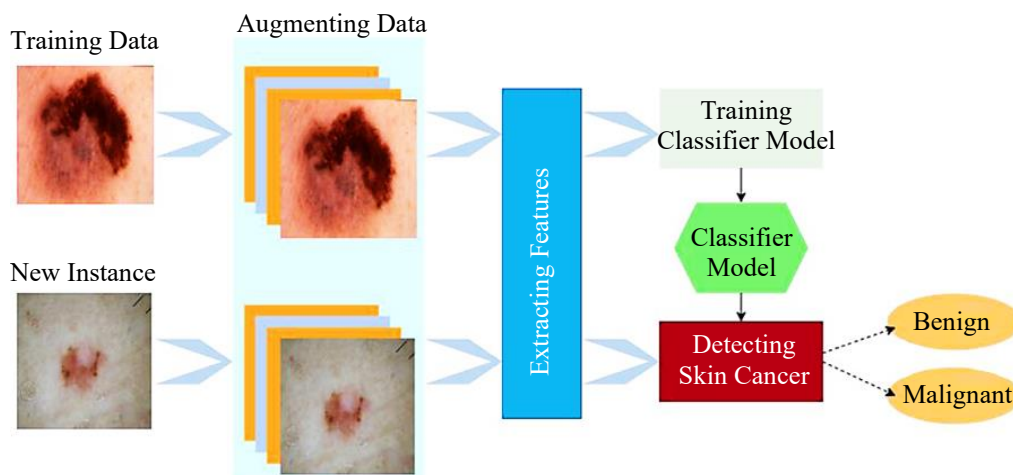 Training Data
Augmenting Data
New Instance
Extracting Features
Training
Classifier Model
Classifier
Model
Detecting
Skin Cancer
Benign
Malignant